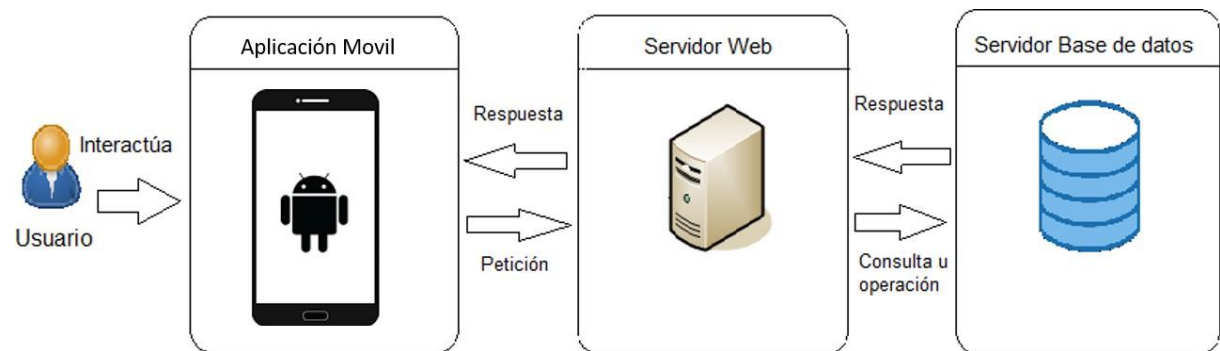 Aplicación Movil
Servidor Web
Servidor Base de datos
Interactúa
Usuario
Respuesta
Petición
Respuesta
Consulta u
operación